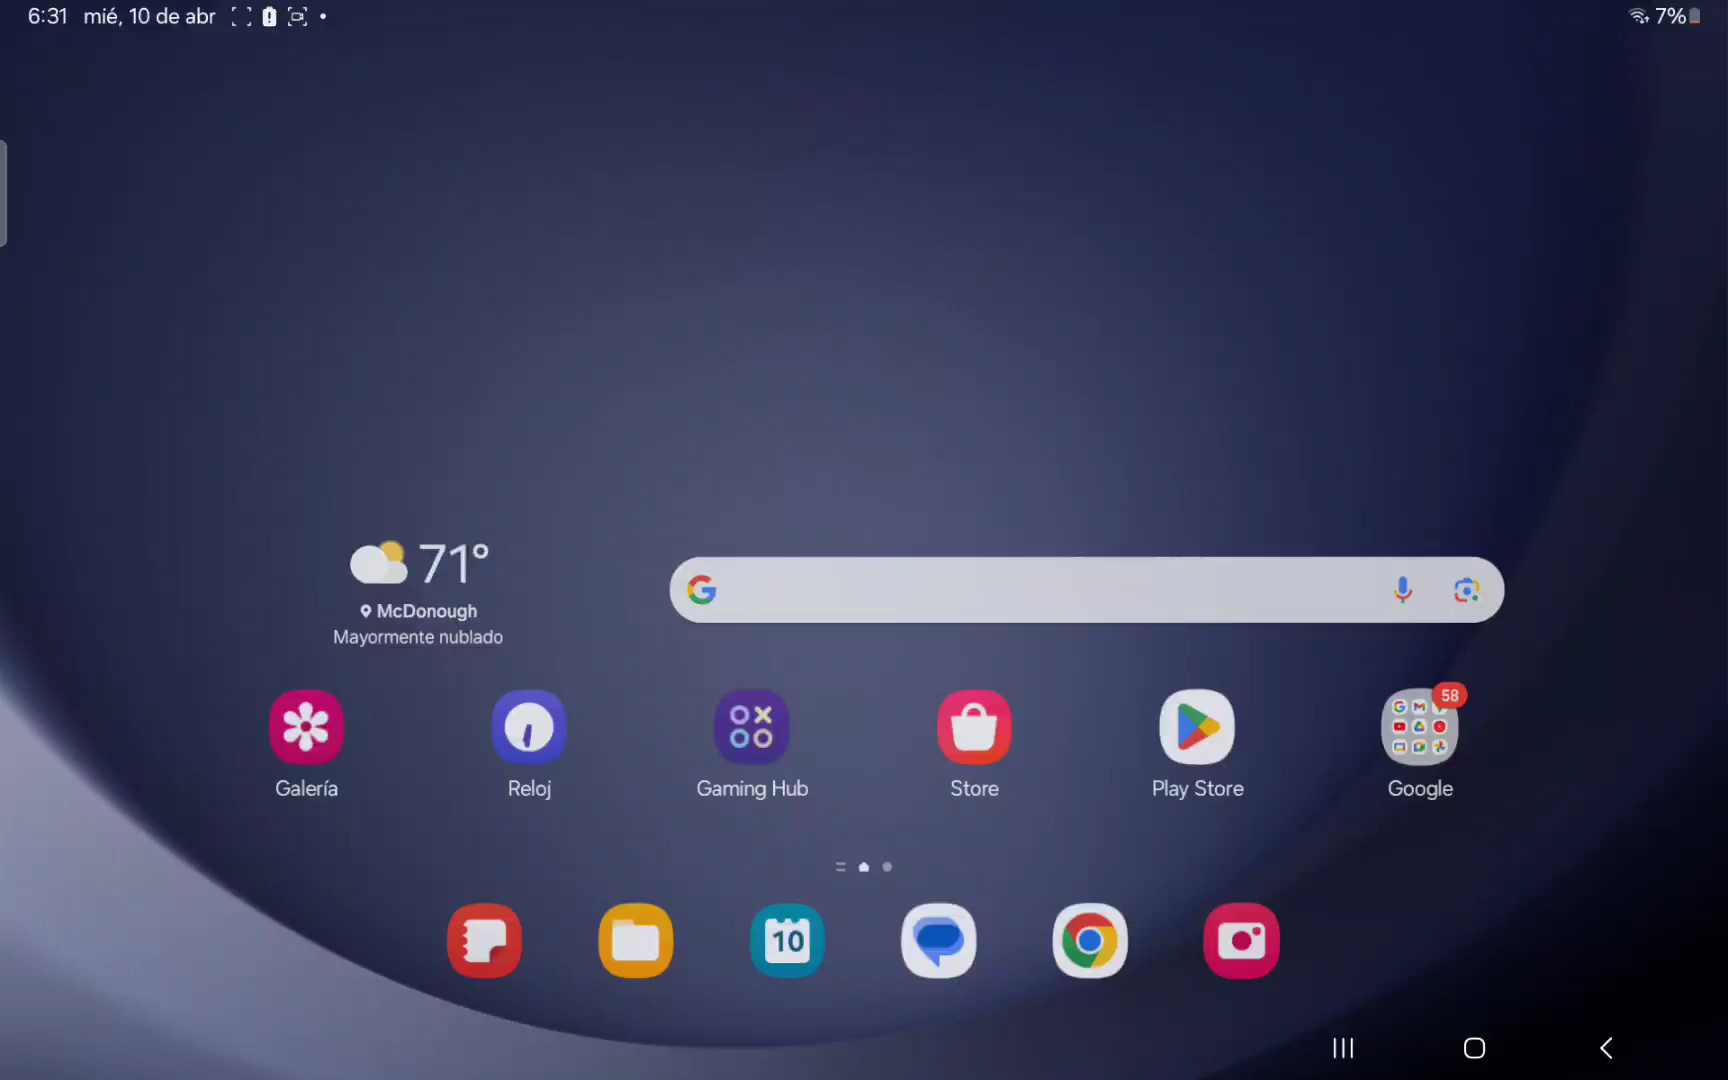 6:31 mié, 10 de abr
7%
71°
McDonough
Mayormente nublado
58
Galería
Reloj
Gaming Hub
Store
Play Store
Google
10